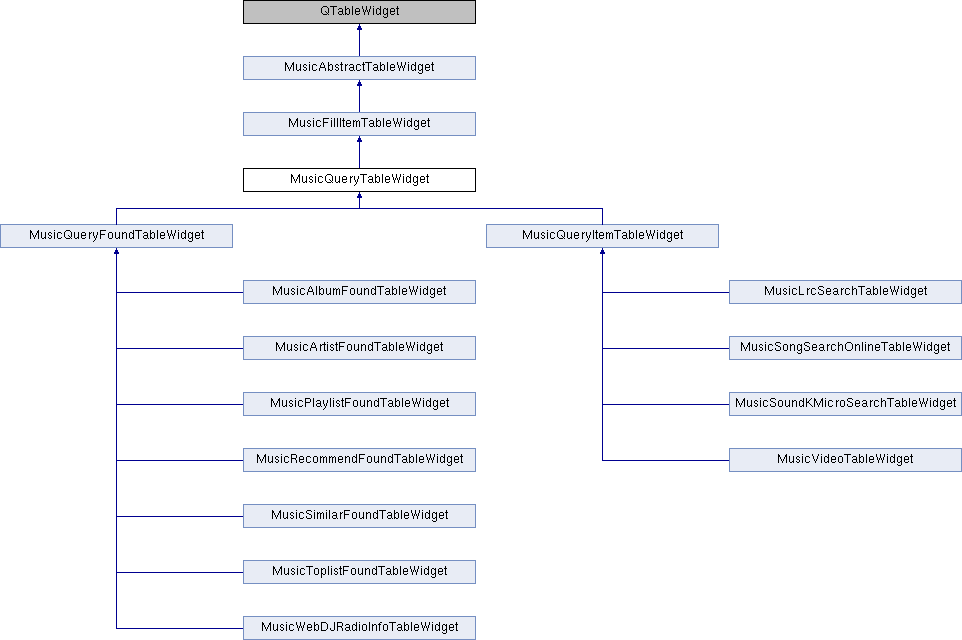 QTableWidget
MusicAbstractTableWidget
MusicFillItemTableWidget
MusicQueryTableWidget
MusicQueryFoundTableWidget
MusicQueryItemTableWidget
MusicAlbumFoundTableWidget
MusicLrcSearchTableWidget
MusicArtistFoundTableWidget
MusicSongSearchOnlineTableWidget
MusicPlaylistFoundTableWidget
MusicSoundKMicroSearchTableWidget
MusicRecommendFoundTableWidget
MusicVideoTableWidget
MusicSimilarFoundTableWidget
MusicToplistFoundTableWidget
MusicWebDJRadioInfoTableWidget